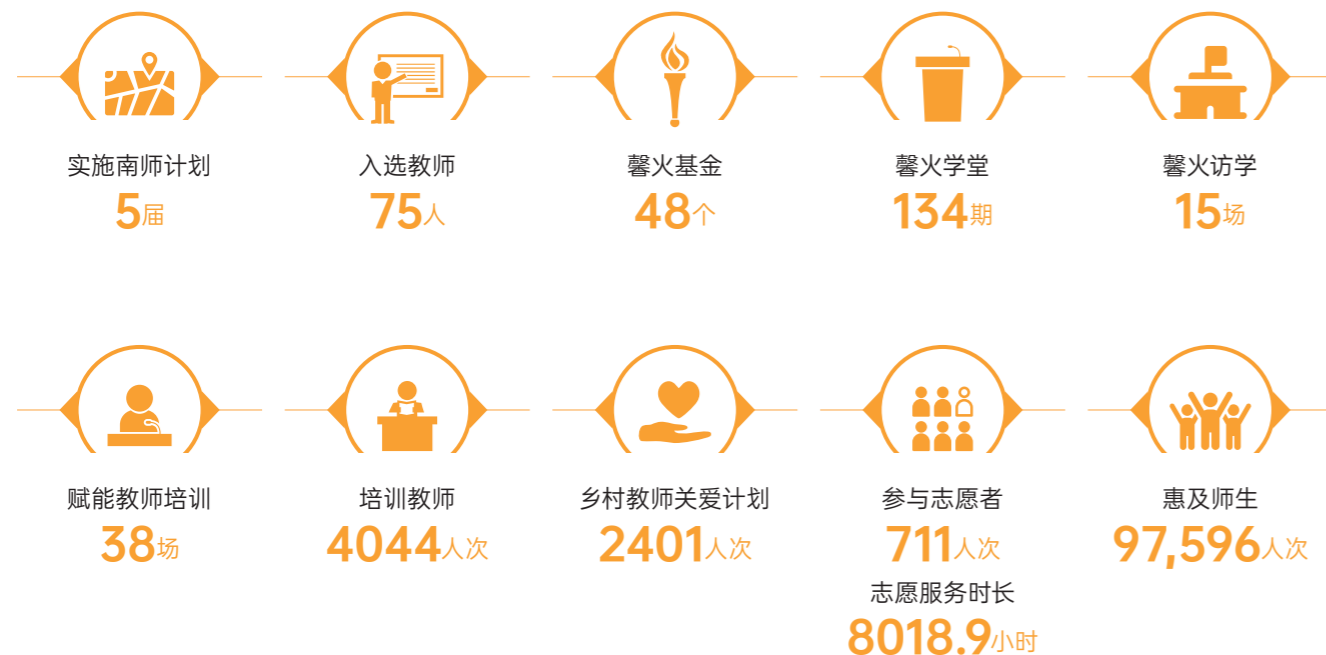 实施南师计划
5届
入选教师
75人
馨火基金
48个
馨火学堂
134期
馨火访学
15场
赋能教师培训
38场
培训教师
4044人次
乡村教师关爱计划
2401人次
参与志愿者
711人次
志愿服务时长
8018.9小时
惠及师生
97,596人次